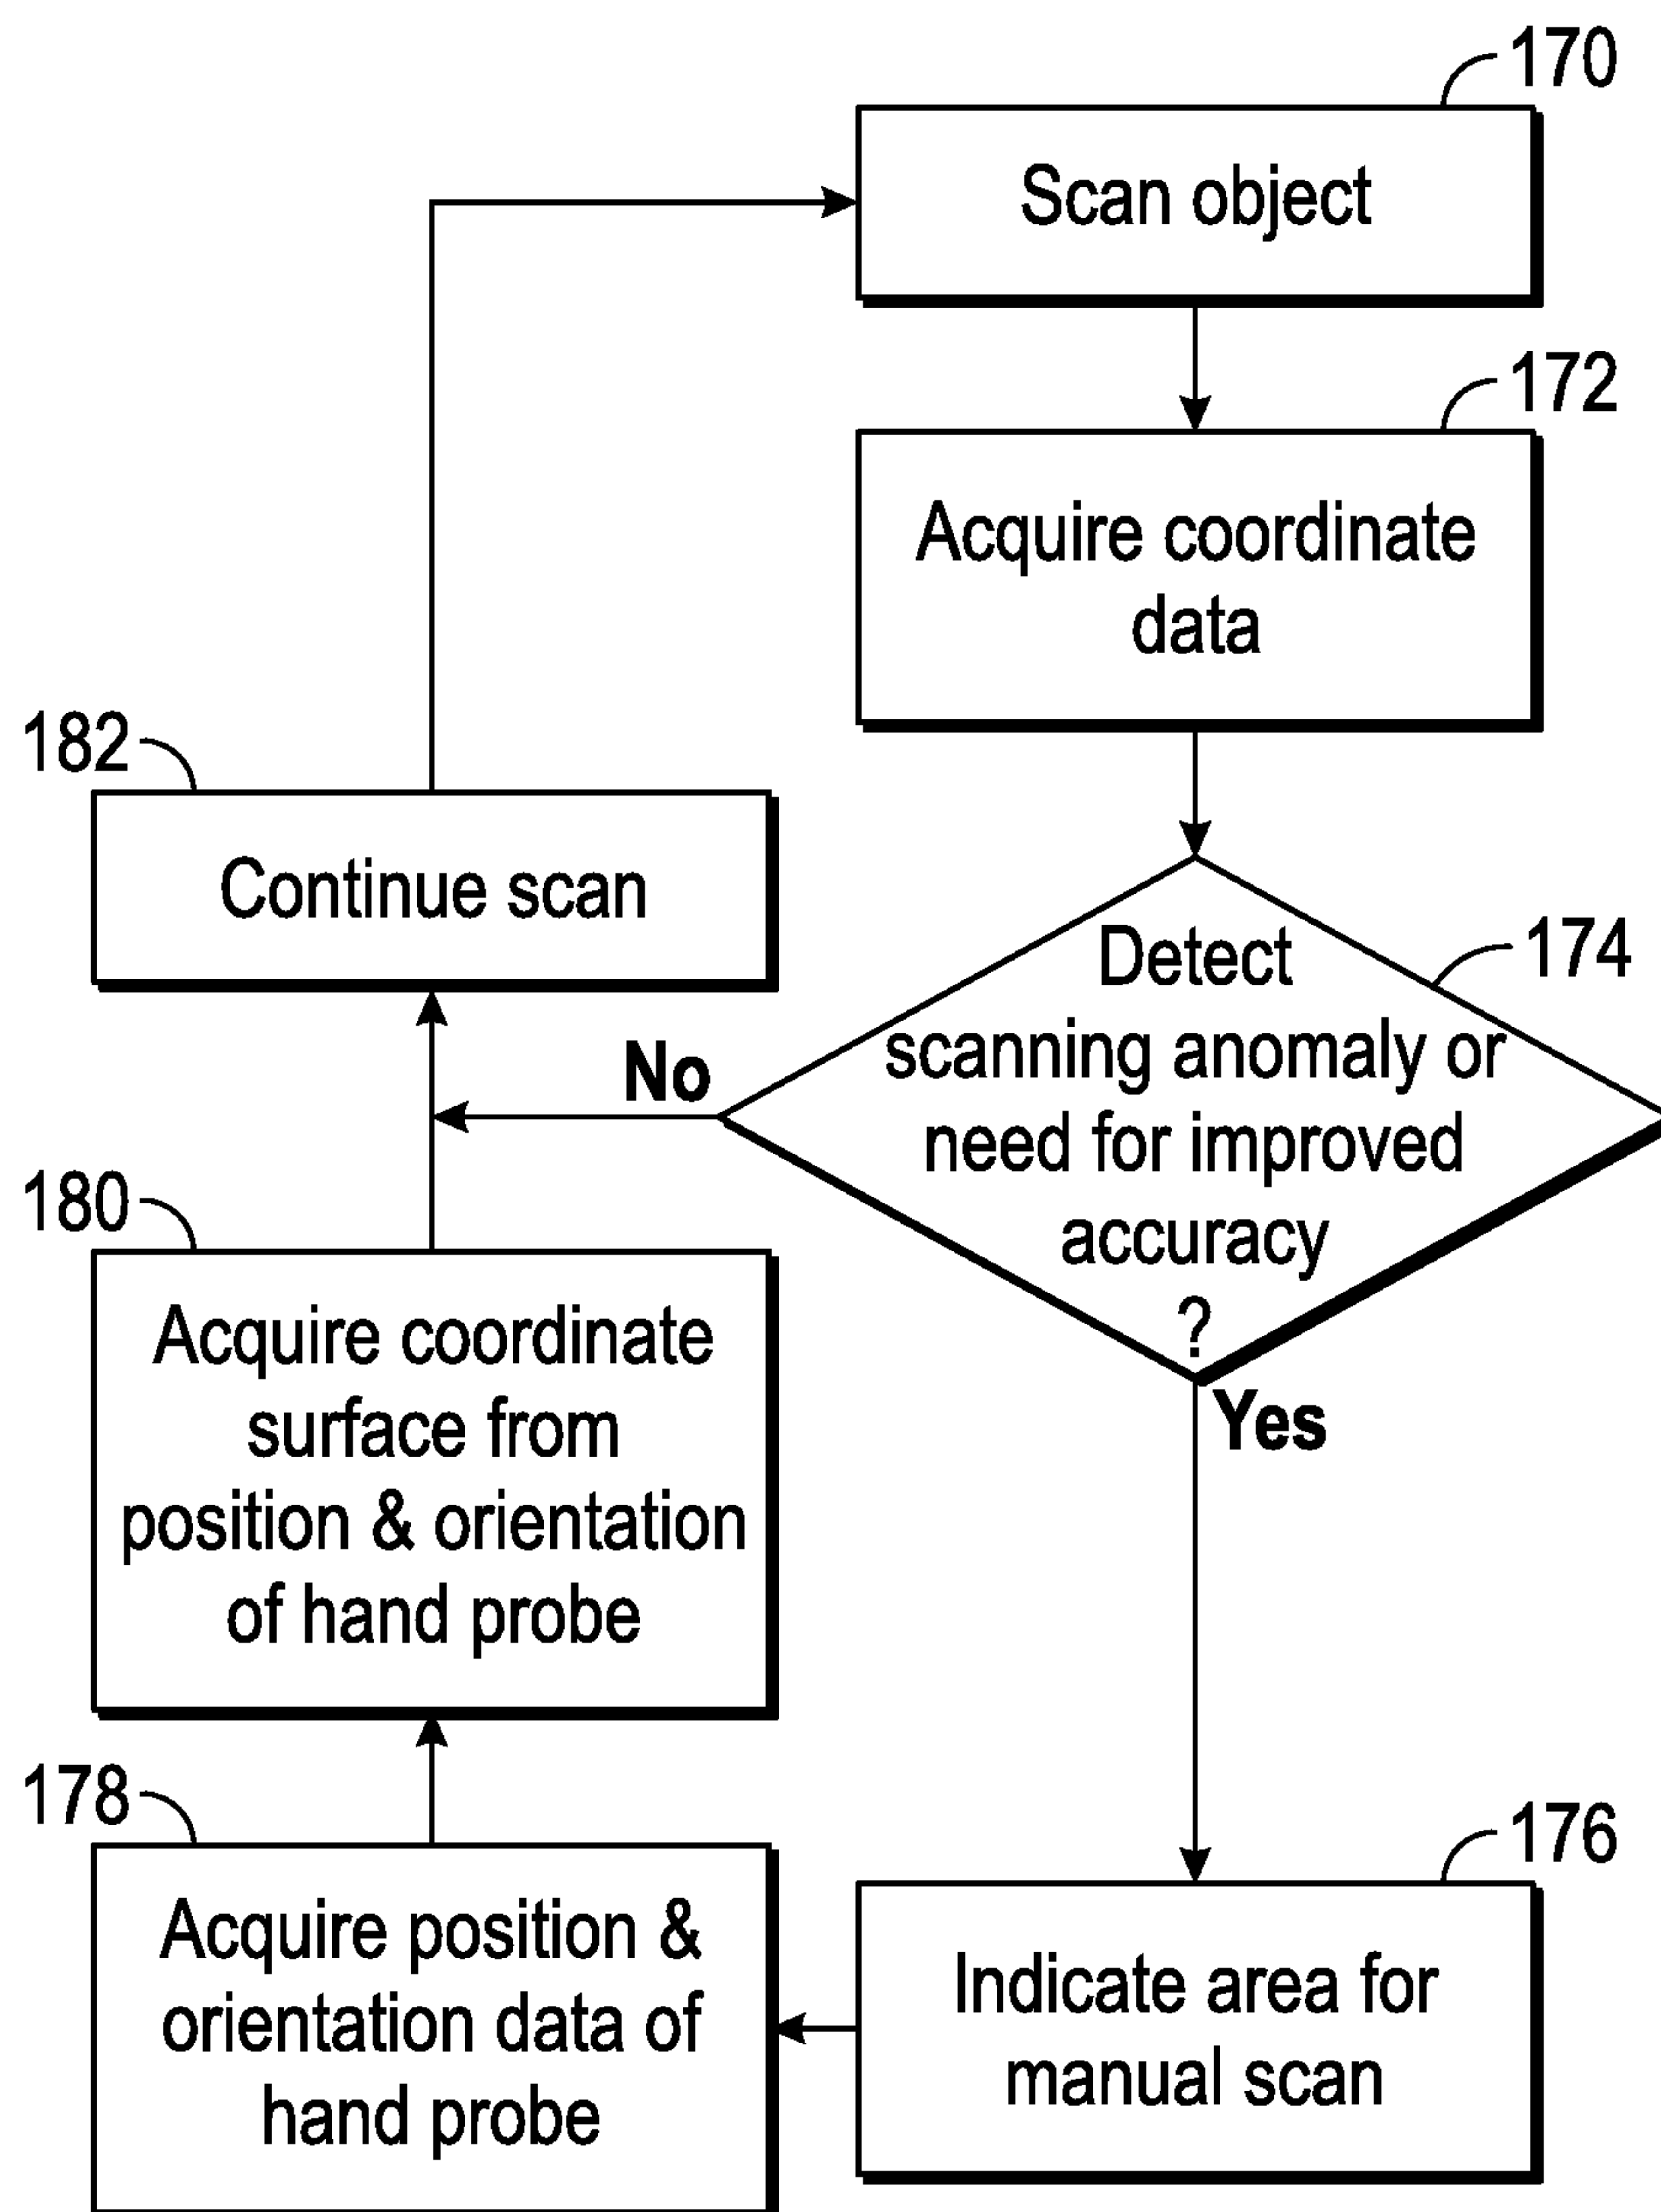 170
Scan object
172
Acquire coordinate
data
182
Continue scan
174
Detect
scanning anomaly or
need for improved
accuracy
?
No
Yes
180
Acquire coordinate
surface from
position & orientation
of hand probe
178
Acquire position &
orientation data of
hand probe
176
Indicate area for
manual scan